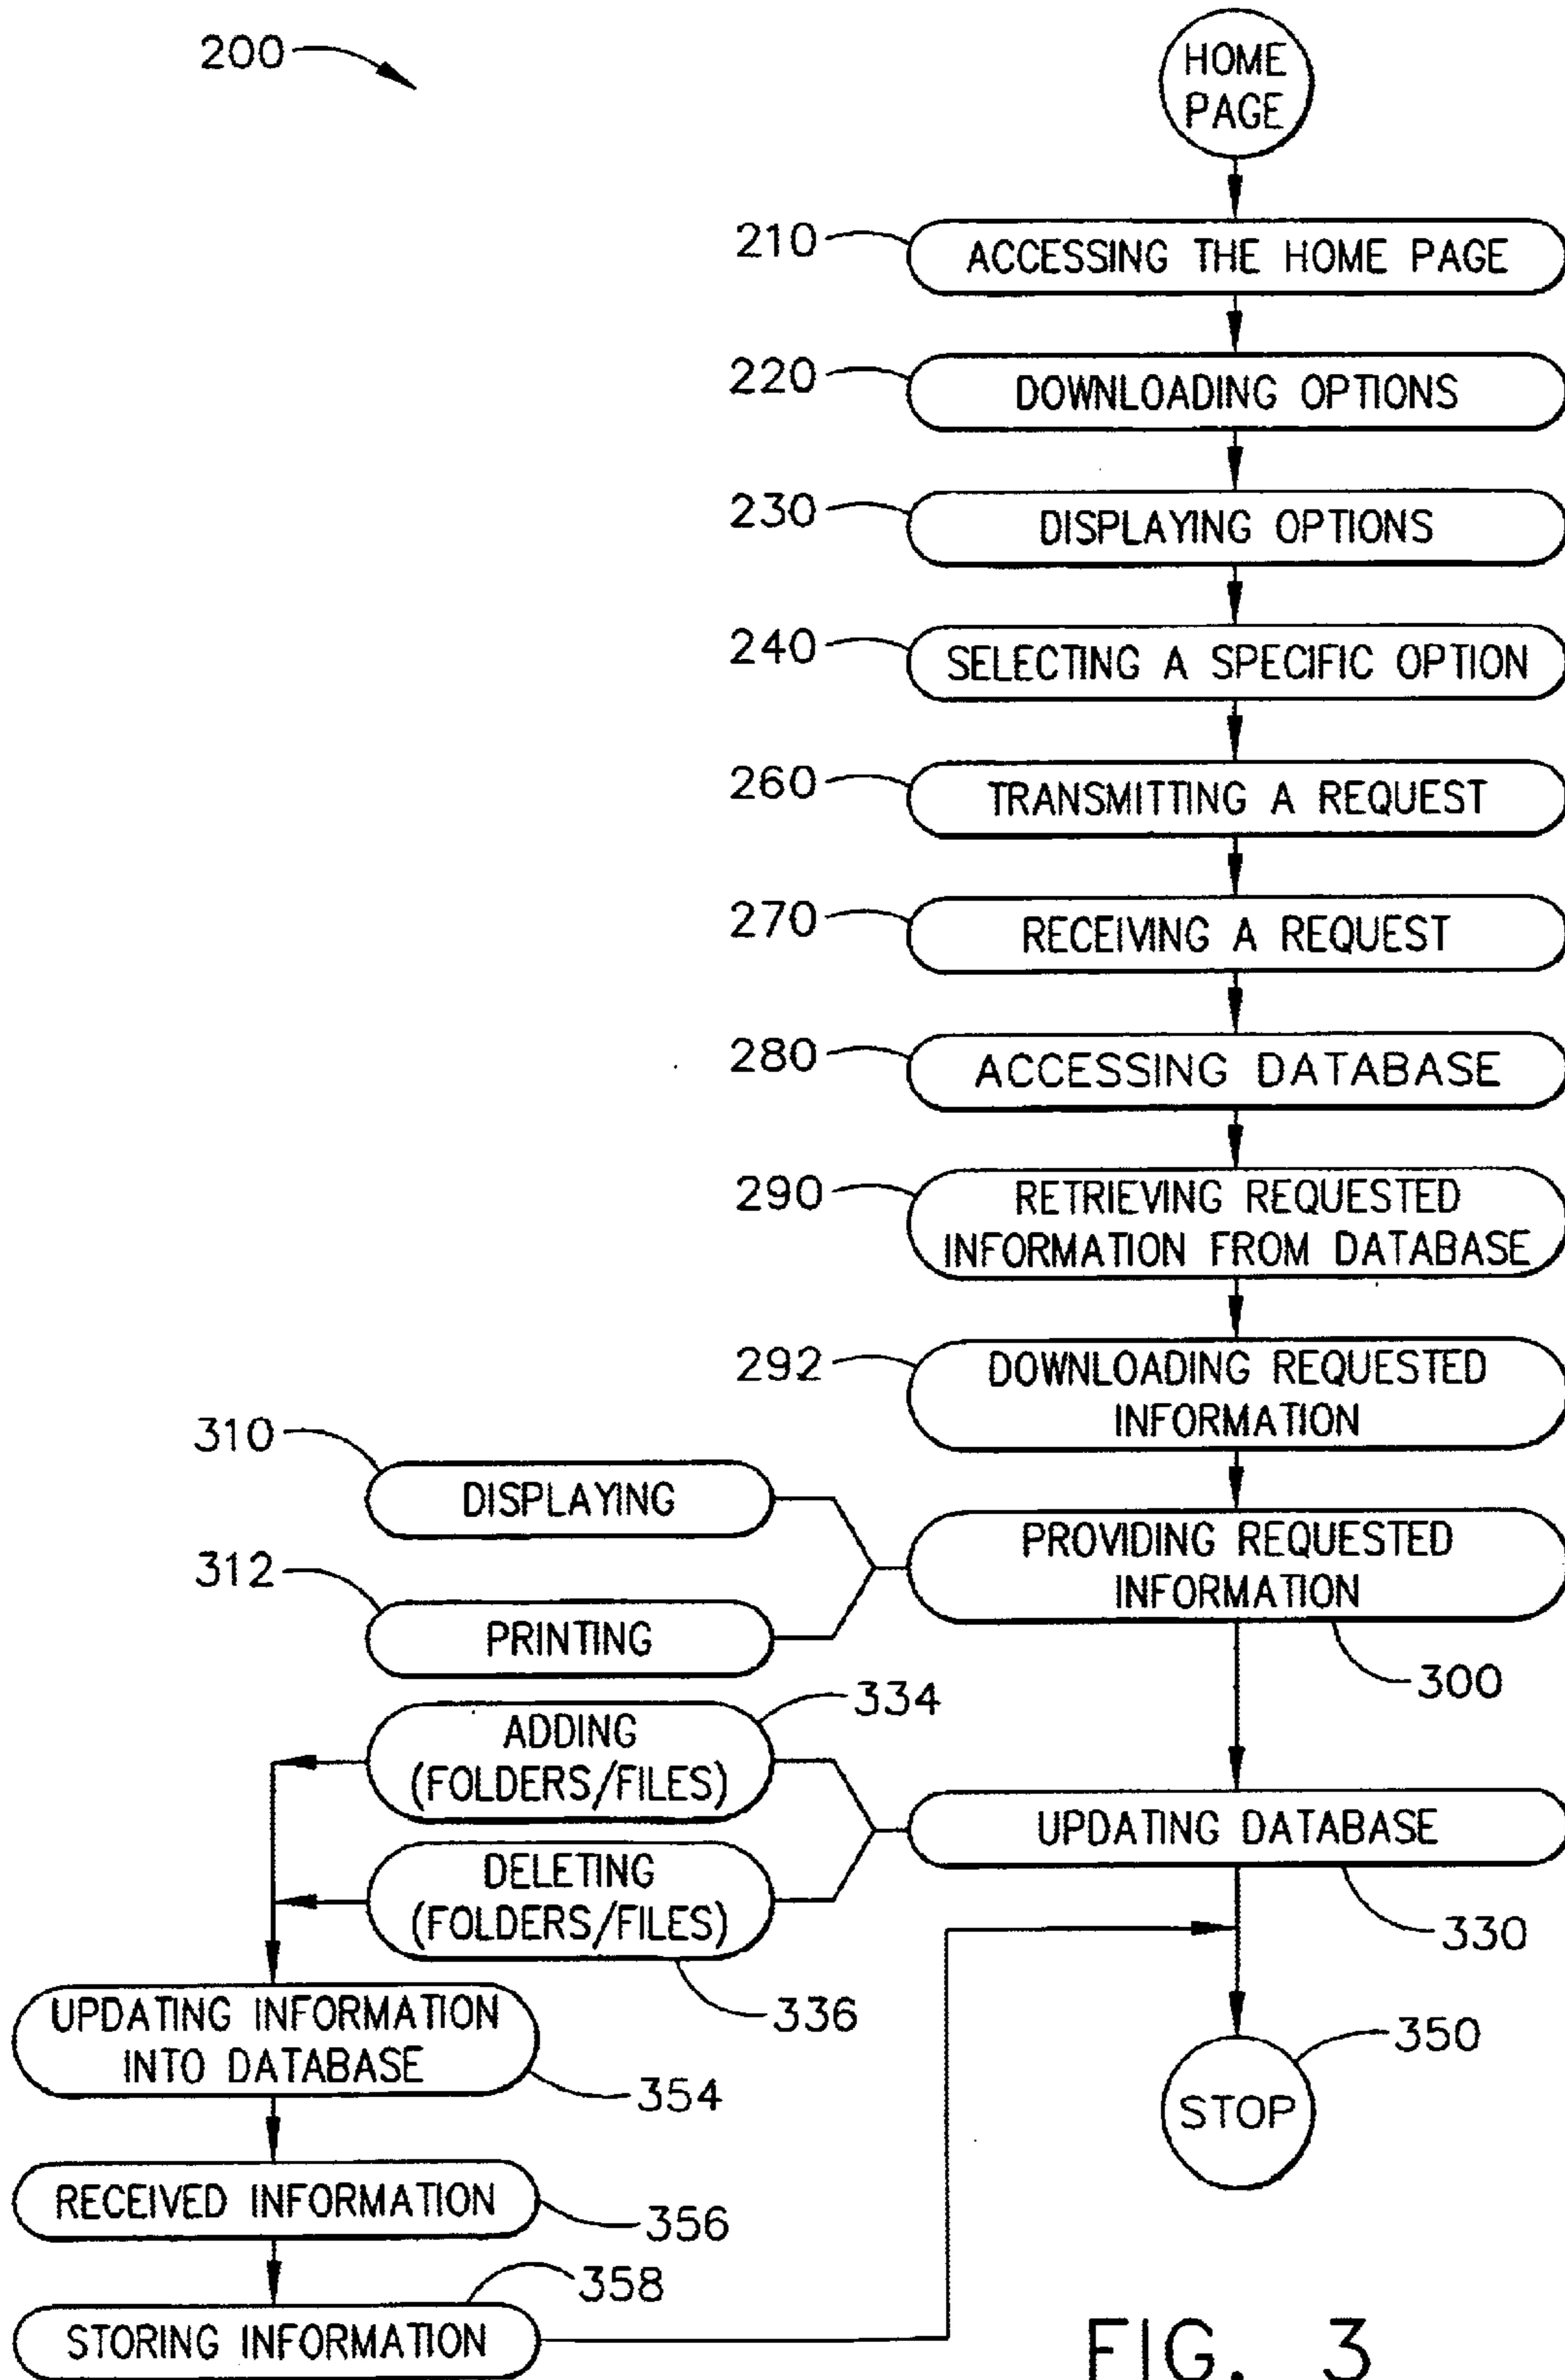 200
HOME
PAGE
210
ACCESSING THE HOME PAGE
220
DOWNLOADING OPTIONS
230
DISPLAYING OPTIONS
240
SELECTING A SPECIFIC OPTION
260
TRANSMITTING A REQUEST
270
RECEIVING A REQUEST
280
ACCESSING DATABASE
290
RETRIEVING REQUESTED
INFORMATION FROM DATABASE
292
DOWNLOADING REQUESTED
INFORMATION
310
DISPLAYING
PROVIDING REQUESTED
INFORMATION
312
PRINTING
300
334
ADDING
(FOLDERS/FILES)
UPDATING DATABASE
DELETING
(FOLDERS/FILES)
330
336
UPDATING INFORMATION
INTO DATABASE
354
350
STOP
RECEIVED INFORMATION
356
358
STORING INFORMATION
FIG. 3